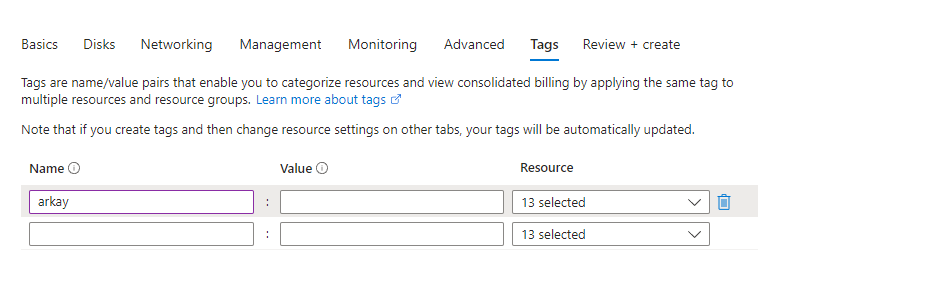 Basics Disks Networking Management Monitoring Advanced Tags Review + create
Tags are name/value pairs that enable you to categorize resources and view consolidated billing by applying the same tag to
multiple resources and resource groups. Learn more about tags
Note that if you create tags and then change resource settings on other tabs, your tags will be automatically updated.
Name Value Resource
arkay : 13 selected
: 13 selected